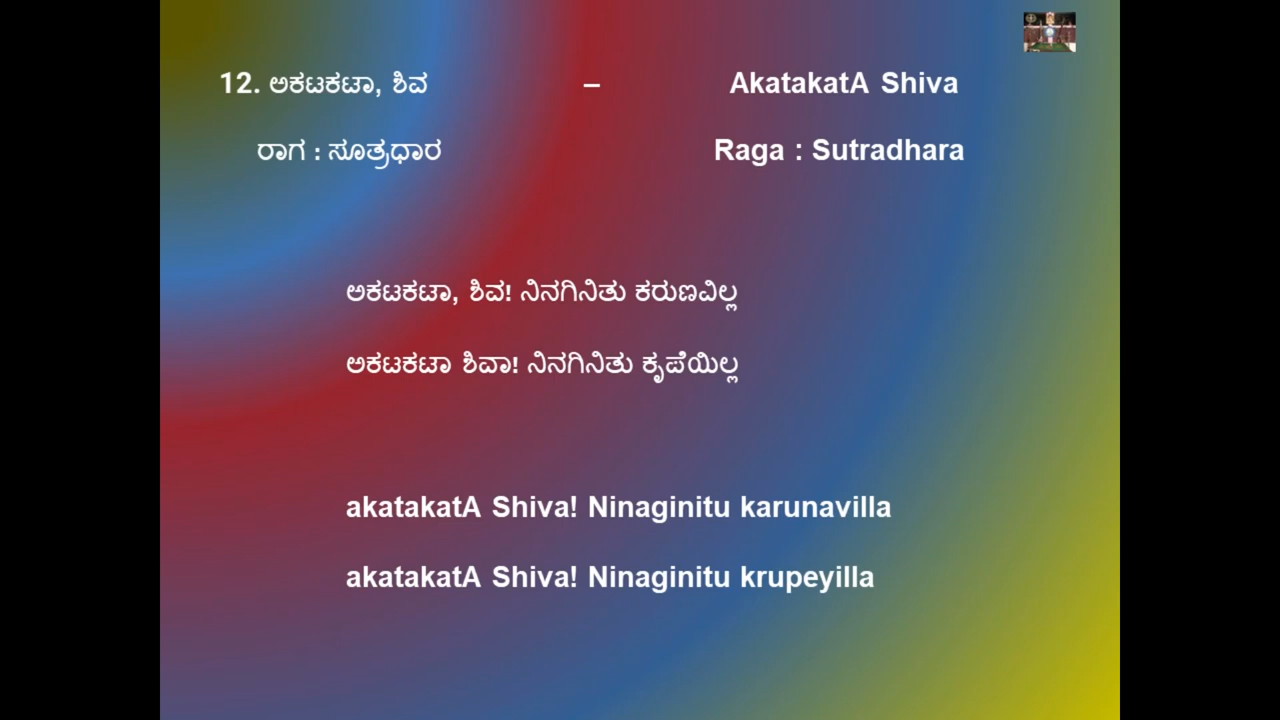 12. ಅಕಟಕಟಾ, ಶಿವ – AkatakatA Shiva
ರಾಗ : ಸೂತ್ರಧಾರ Raga : Sutradhara
ಅಕಟಕಟಾ, ಶಿವ! ನಿನಗಿನಿತು ಕರುಣವಿಲ್ಲ
ಅಕಟಕಟಾ ಶಿವಾ! ನಿನಗಿನಿತು ಕೃಪೆಯಿಲ್ಲ
akatakatA Shiva! Ninaginitu karunavilla
akatakatA Shiva! Ninaginitu krupeyilla